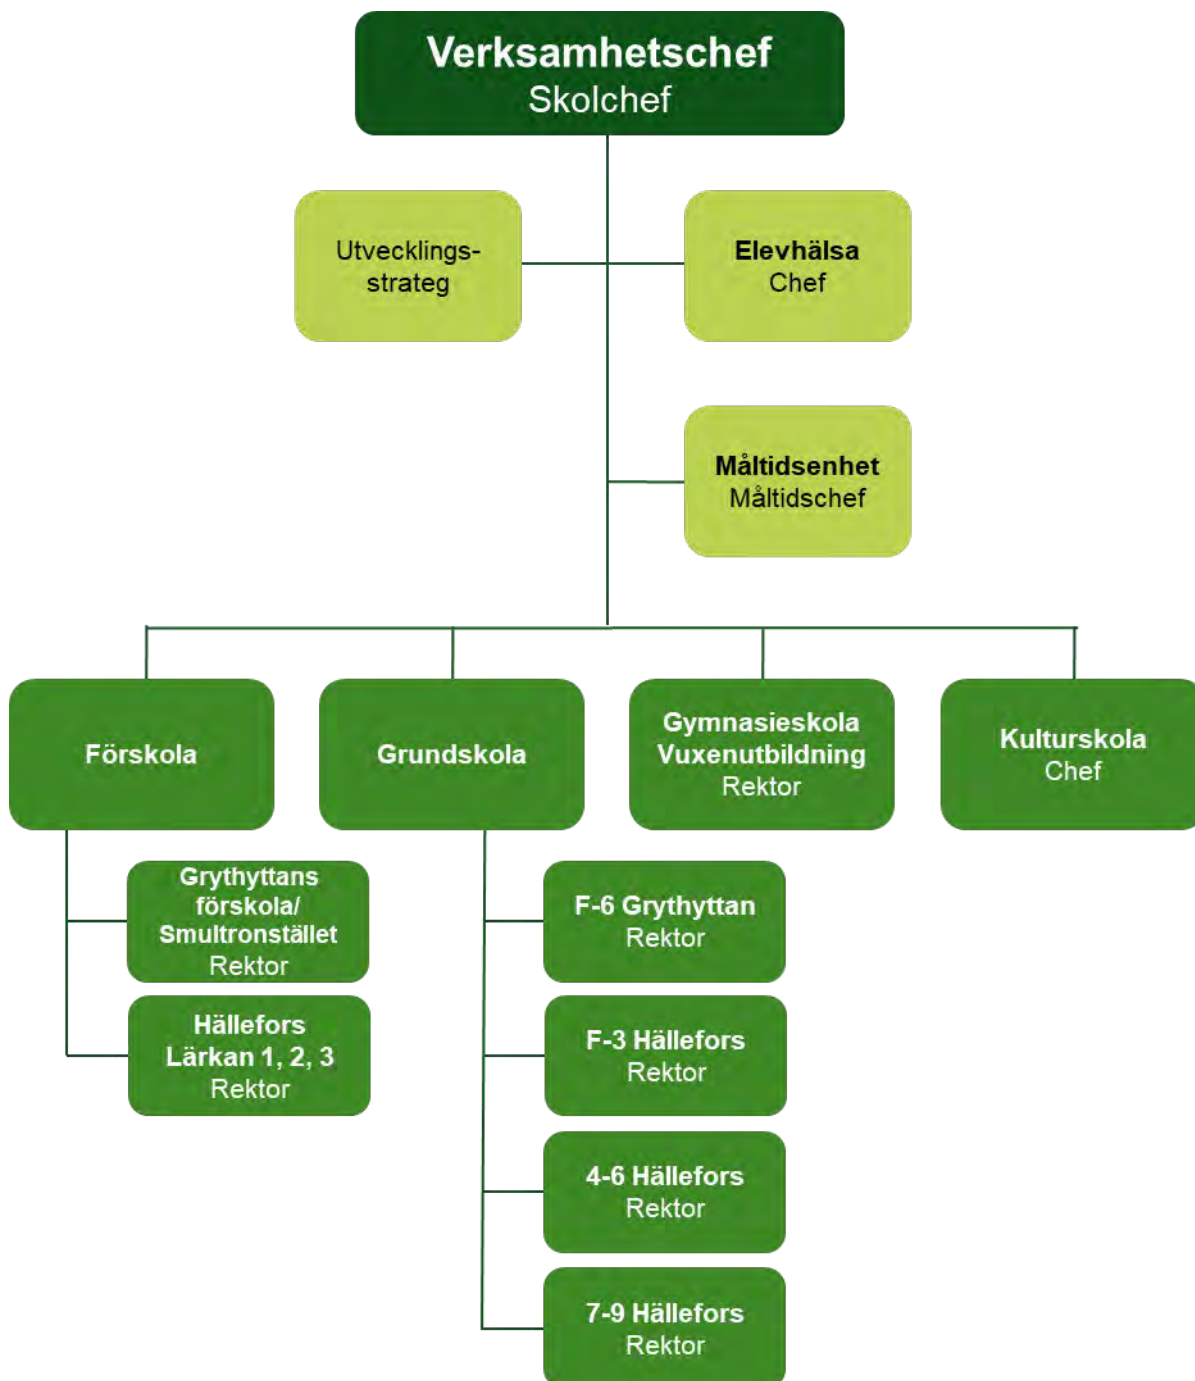 Verksamhetschef
Skolchef
Utvecklings-
strateg
Elevhälsa
Chef
Måltidsenhet
Måltidschef
Förskola
Grundskola
Gymnasieskola
Vuxenutbildning
Rektor
Kulturskola
Chef
Grythyttans
förskola/
Smultronstället
Rektor
Hällefors
Lärkan 1, 2, 3
Rektor
F-6 Grythyttan
Rektor
F-3 Hällefors
Rektor
4-6 Hällefors
Rektor
7-9 Hällefors
Rektor